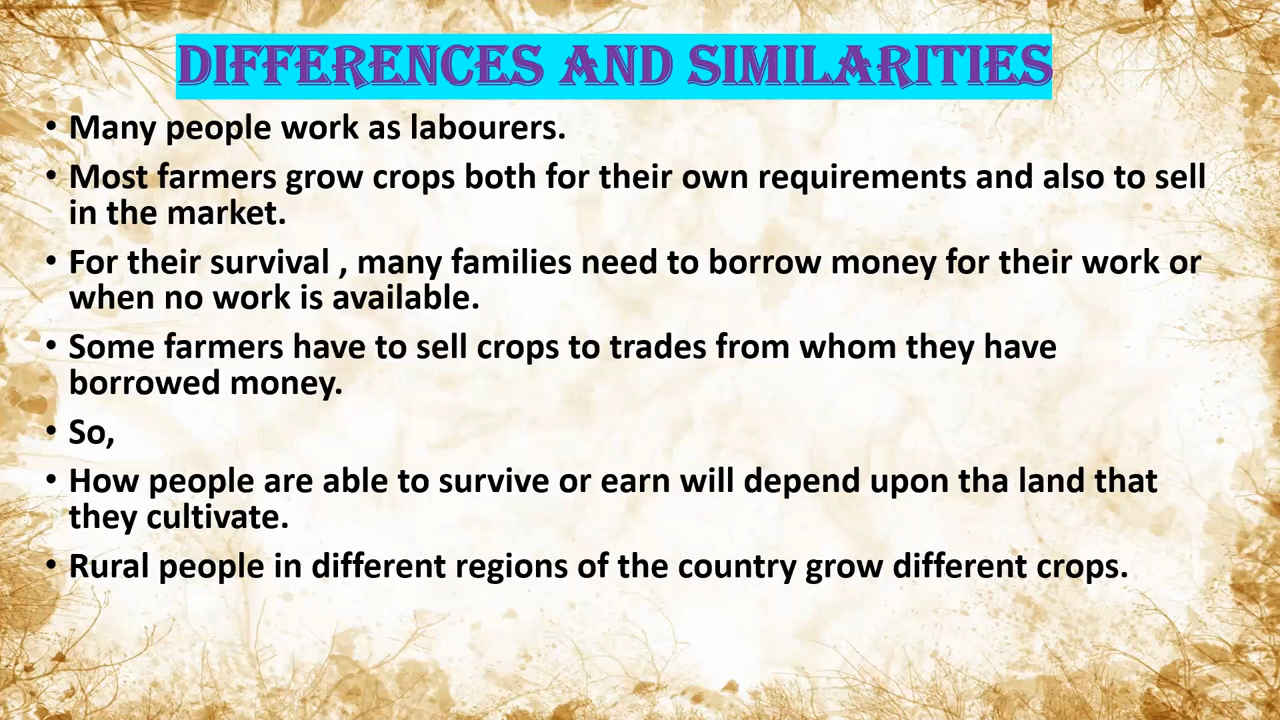 DIFFERENCES AND SIMILARITIES
• Many people work as labourers.
• Most farmers grow crops both for their own requirements and also to sell
in the market.
• For their survival , many families need to borrow money for their work or
when no work is available.
• Some farmers have to sell crops to trades from whom they have
borrowed money.
• So,
• How people are able to survive or earn will depend upon tha land that
they cultivate.
• Rural people in different regions of the country grow different crops.